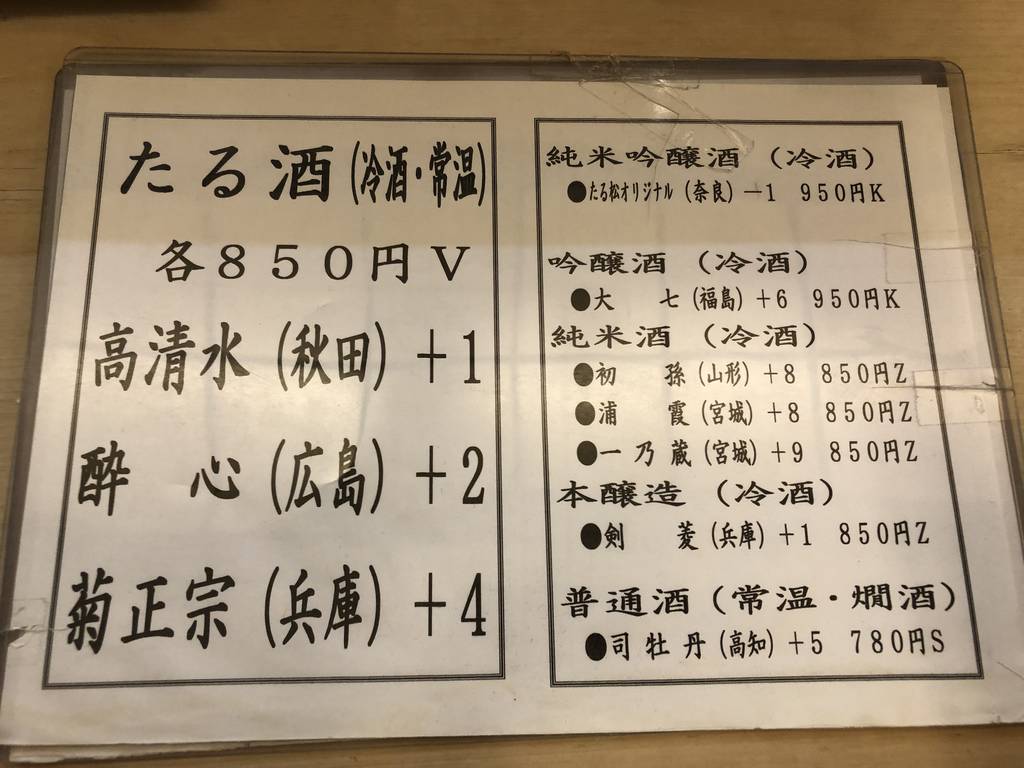 たる酒(冷酒・常温)
各850円V
高清水(秋田)+1
酔 心(広島)+2
菊正宗(兵庫)+4
純米吟醸酒(冷酒)
●たる松オリジナル(奈良)-1 950円K
吟醸酒(冷酒)
●大 七(福島)+6 950円K
純米酒(冷酒)
●初 孫(山形)+8 850円Z
●浦 霞(宮城)+8 850円Z
●一乃蔵(宮城)+9 850円Z
本醸造(冷酒)
●剣 菱(兵庫)+1 850円Z
普通酒(常温・燗酒)
●司牡丹(高知)+5 780円S